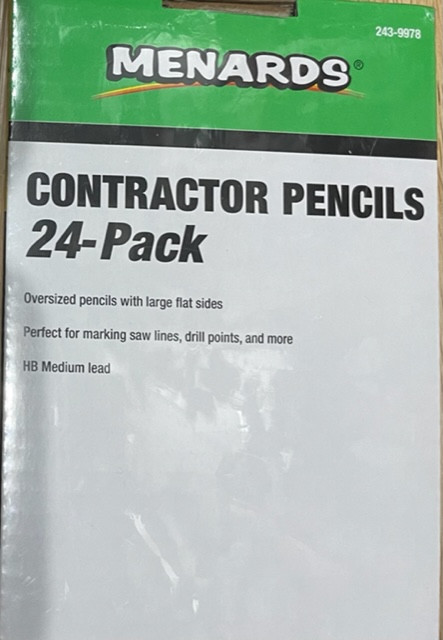 243-9978
MENARDS®
CONTRACTOR PENCILS
24-Pack
Oversized pencils with large flat sides
Perfect for marking saw lines, drill points, and more
HB Medium lead